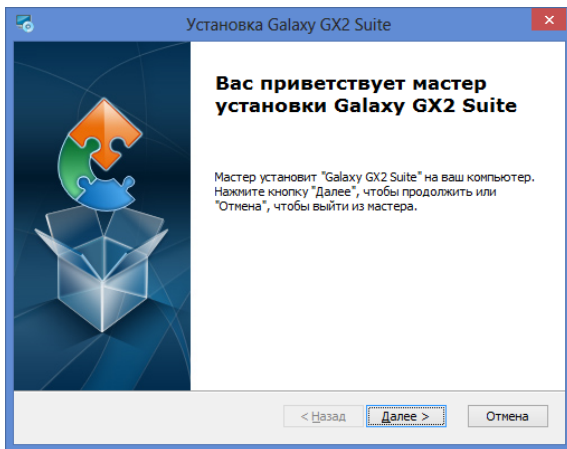 Установка Galaxy GX2 Suite
Вас приветствует мастер
установки Galaxy GX2 Suite
Мастер установит "Galaxy GX2 Suite" на ваш компьютер.
Нажмите кнопку "Далее", чтобы продолжить или
"Отмена", чтобы выйти из мастера.
< Назад
Далее >
Отмена